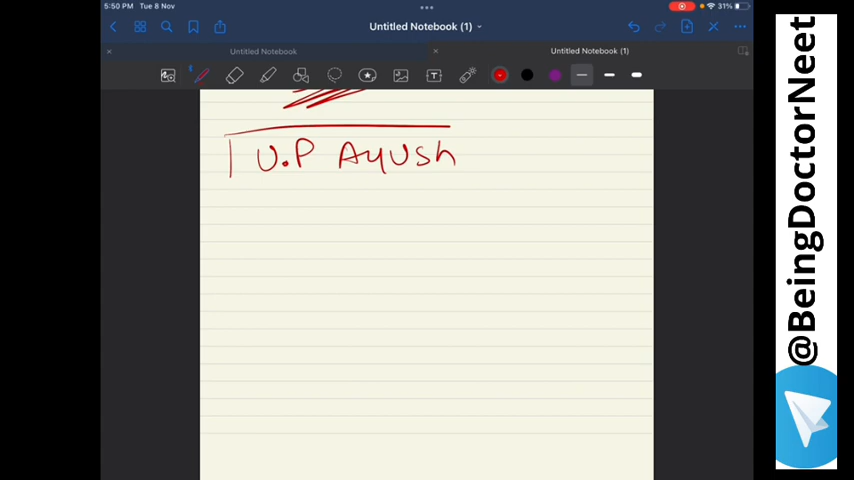 5:50 PM Tue 8 Nov
31%
Untitled Notebook (1)
Untitled Notebook
Untitled Notebook (1)
U.P AyUsh
@BeingDoctorNeet